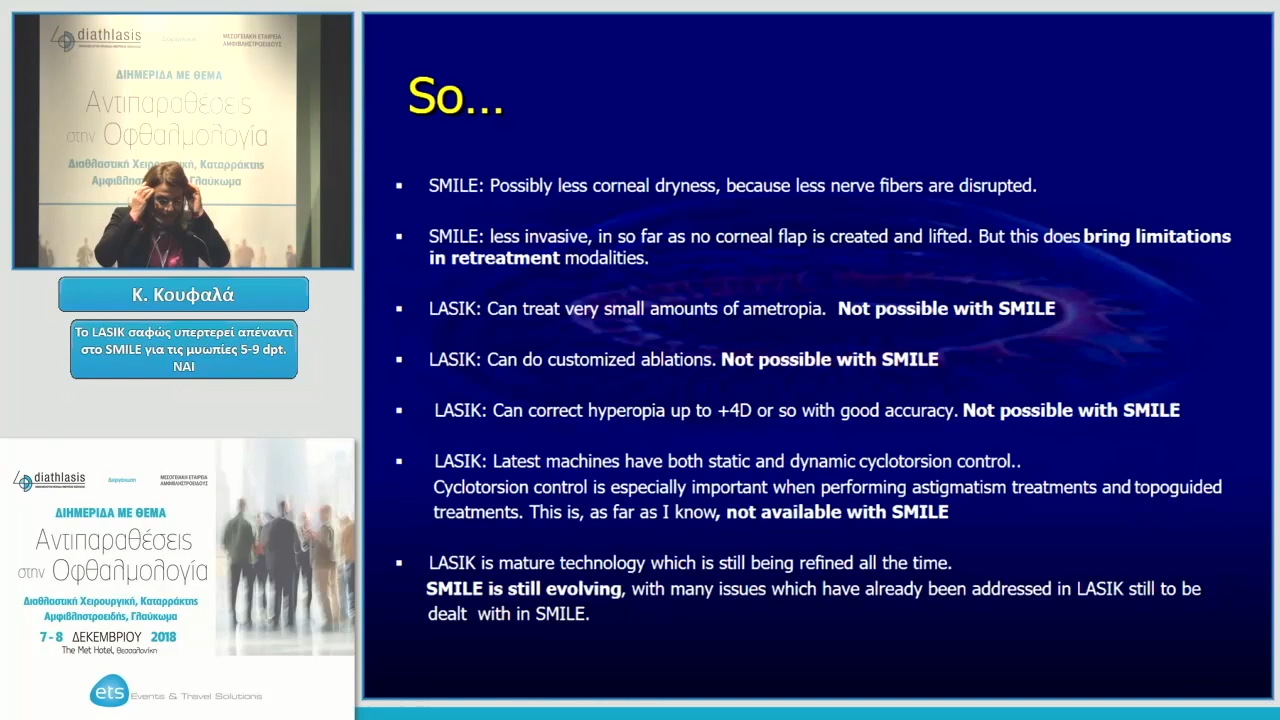 diathlasis
ΜΕΣΟΓΕΙΑΚΗ ΕΤΑΙΡΕΙΑ
ΑΜΦΙΒΛΗΣΤΡΟΕΙΔΟΥΣ
ΔΙΗΜΕΡΙΔΑ ΜΕ ΘΕΜΑ
Αντιπαραθέσεις
στην Οφθαλμολογία
Διαθλαστική Χειρουργική, Καταρράκτης
Γλαύκωμα
Κ. Κουφαλά
Το LASIK σαφώς υπερτερεί απέναντι
στο SMILE για τις μυωπίες 5-9 dpt.
ΝΑΙ
diathlasis
Διοργάνωση
ΜΕΣΟΓΕΙΑΚΗ ΕΤΑΙΡΕΙΑ
ΑΜΦΙΒΛΗΣΤΡΟΕΙΔΟΥΣ
ΔΙΗΜΕΡΙΔΑ ΜΕ ΘΕΜΑ
Αντιπαραθέσεις
στην Οφθαλμολογία
Διαθλαστική Χειρουργική, Καταρράκτης
Αμφιβληστροειδής, Γλαύκωμα
7-8 ΔΕΚΕΜΒΡΙΟΥ 2018
The Met Hotel, Θεσσαλονίκη
ets Events & Travel Solutions
So...
▪ SMILE: Possibly less corneal dryness, because less nerve fibers are disrupted.
▪ SMILE: less invasive, in so far as no corneal flap is created and lifted. But this does bring limitations
in retreatment modalities.
▪ LASIK: Can treat very small amounts of ametropia. Not possible with SMILE
▪ LASIK: Can do customized ablations. Not possible with SMILE
▪ LASIK: Can correct hyperopia up to +4D or so with good accuracy. Not possible with SMILE
▪ LASIK: Latest machines have both static and dynamic cyclotorsion control..
Cyclotorsion control is especially important when performing astigmatism treatments and topoguided
treatments. This is, as far as I know, not available with SMILE
▪ LASIK is mature technology which is still being refined all the time.
SMILE is still evolving, with many issues which have already been addressed in LASIK still to be
dealt with in SMILE.